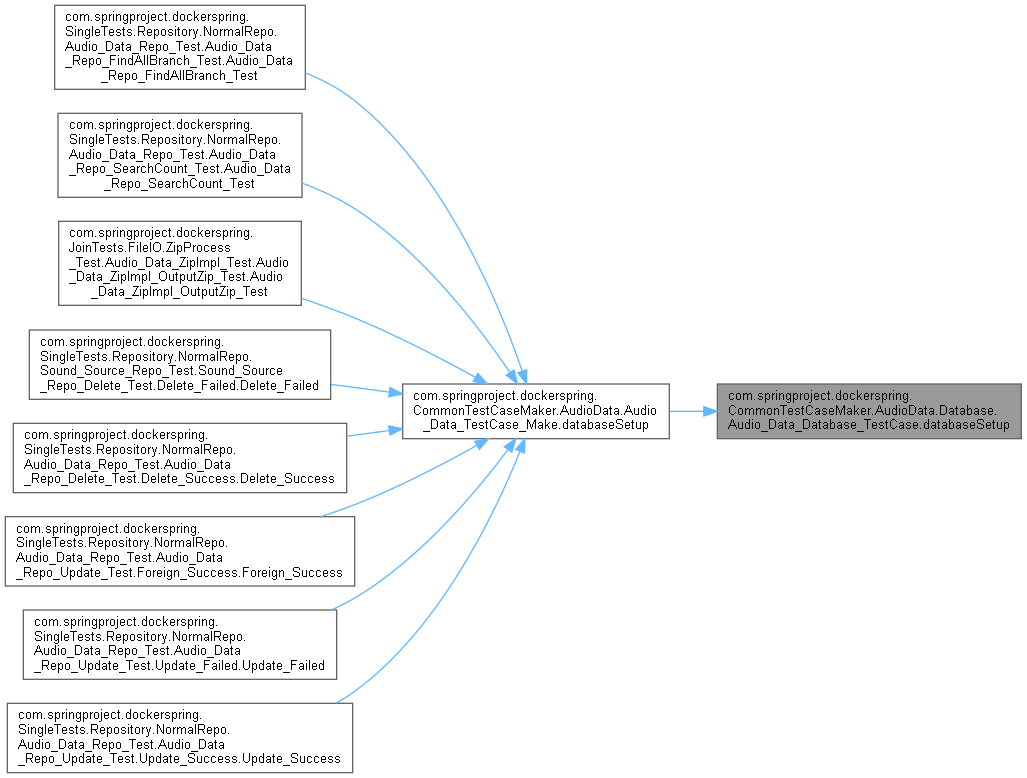 com.springproject.dockerspring.
SingleTests.Repository.NormalRepo.
Audio_Data_Repo_Test.Audio_Data
_Repo_FindAllBranch_Test.Audio_Data
_Repo_FindAllBranch_Test
com.springproject.dockerspring.
SingleTests.Repository.NormalRepo.
Audio_Data_Repo_Test.Audio_Data
_Repo_SearchCount_Test.Audio_Data
_Repo_SearchCount_Test
com.springproject.dockerspring.
JoinTests.FileIO.ZipProcess
_Test.Audio_Data_ZipImpl_Test.Audio
_Data_ZipImpl_OutputZip_Test.Audio
_Data_ZipImpl_OutputZip_Test
com.springproject.dockerspring.
SingleTests.Repository.NormalRepo.
Sound_Source_Repo_Test.Sound_Source
_Repo_Delete_Test.Delete_Failed.Delete_Failed
com.springproject.dockerspring.
SingleTests.Repository.NormalRepo.
Audio_Data_Repo_Test.Audio_Data
_Repo_Delete_Test.Delete_Success.Delete_Success
com.springproject.dockerspring.
SingleTests.Repository.NormalRepo.
Audio_Data_Repo_Test.Audio_Data
_Repo_Update_Test.Foreign_Success.Foreign_Success
com.springproject.dockerspring.
SingleTests.Repository.NormalRepo.
Audio_Data_Repo_Test.Audio_Data
_Repo_Update_Test.Update_Failed.Update_Failed
com.springproject.dockerspring.
SingleTests.Repository.NormalRepo.
Audio_Data_Repo_Test.Audio_Data
_Repo_Update_Test.Update_Success.Update_Success
com.springproject.dockerspring.
CommonTestCaseMaker.AudioData.Audio
_Data_TestCase_Make.databaseSetup
com.springproject.dockerspring.
CommonTestCaseMaker.AudioData.Database.
Audio_Data_Database_TestCase.databaseSetup